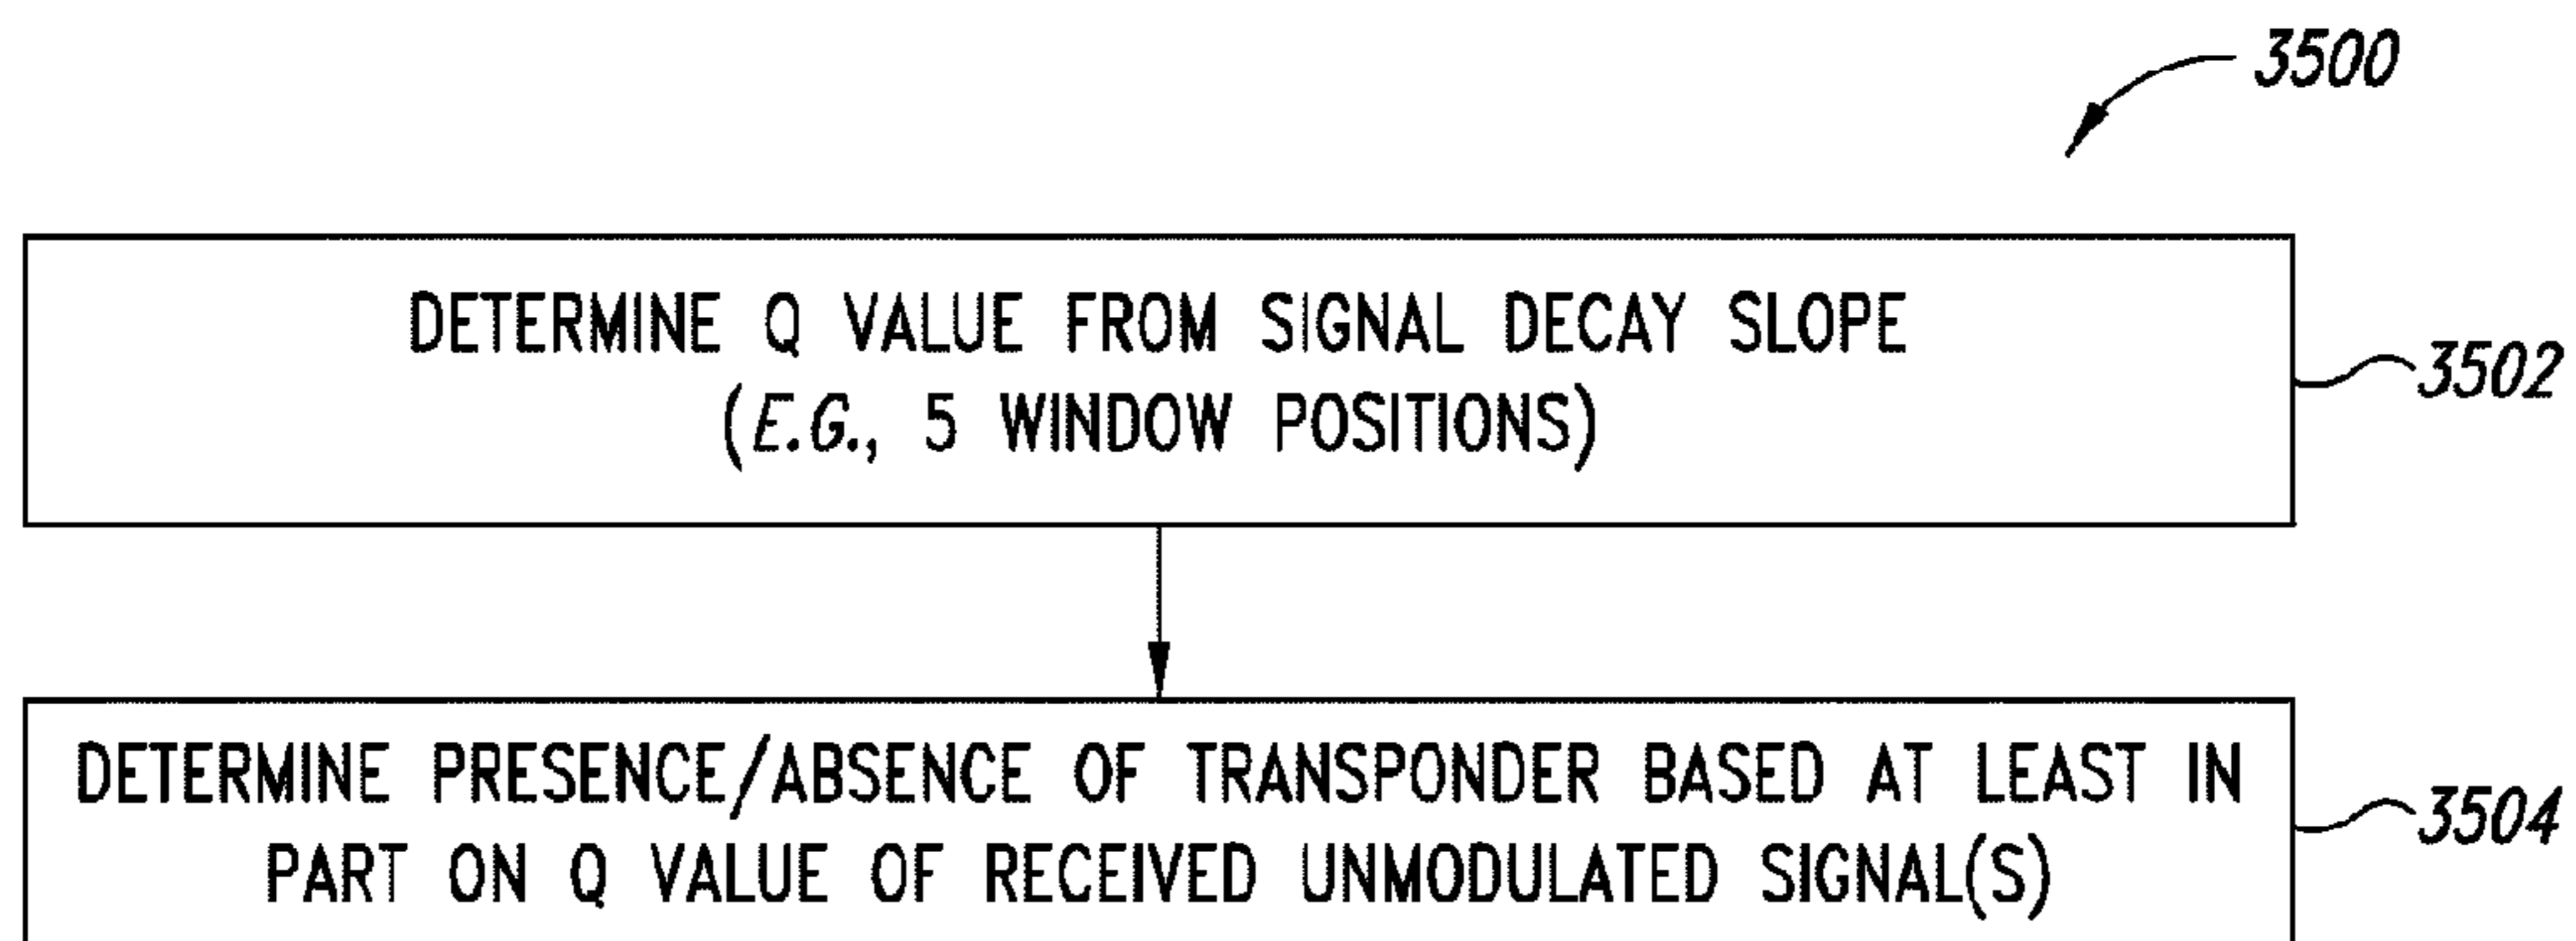 3500
DETERMINE Q VALUE FROM SIGNAL DECAY SLOPE
(E.G., 5 WINDOW POSITIONS)
3502
DETERMINE PRESENCE/ABSENCE OF TRANSPONDER BASED AT LEAST IN
PART ON Q VALUE OF RECEIVED UNMODULATED SIGNAL(S)
3504